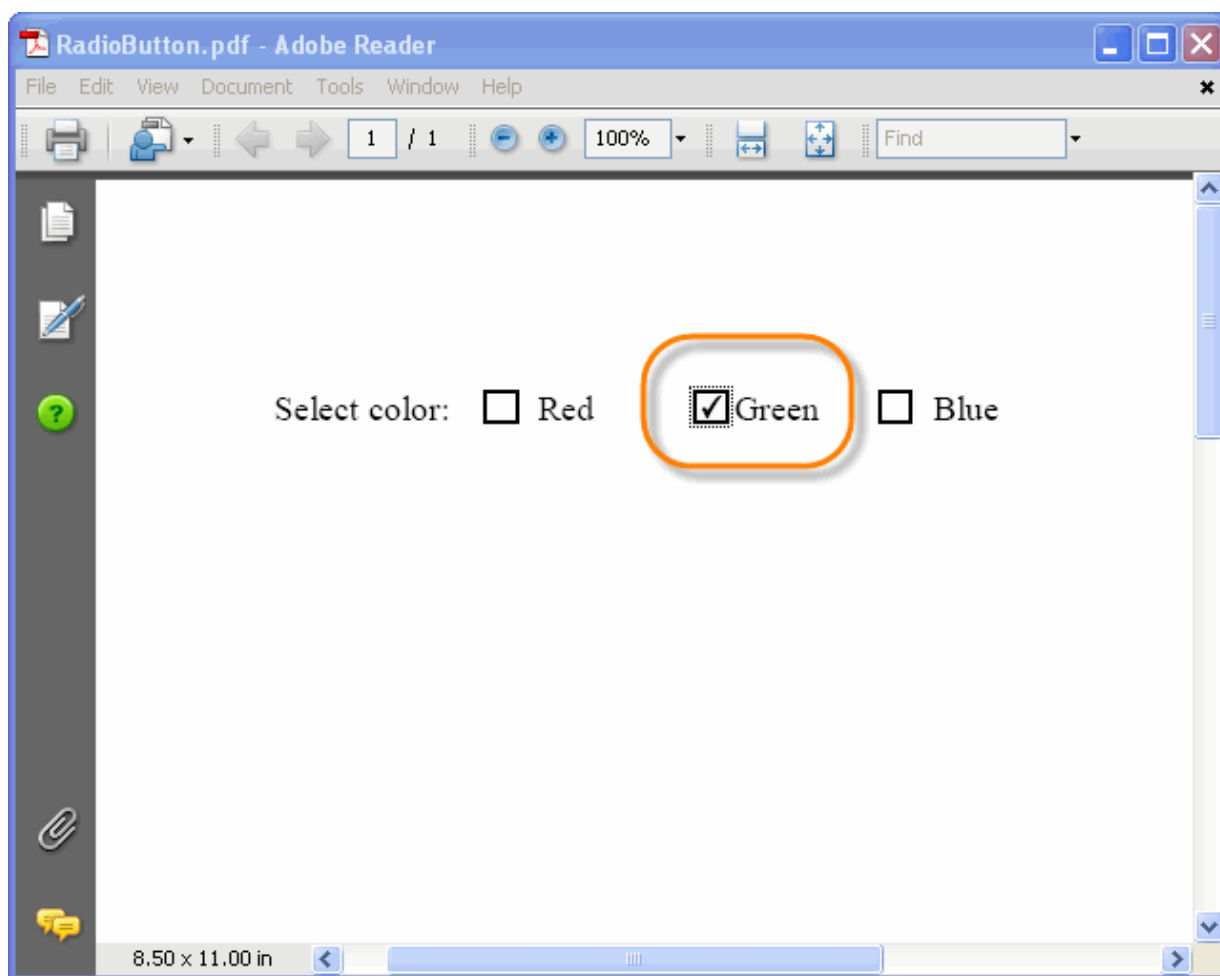 RadioButton.pdf - Adobe Reader
File Edit View Document Tools Window Help
1 / 1 100% Find
Select color: Red Green Blue
8.50 x 11.00 in